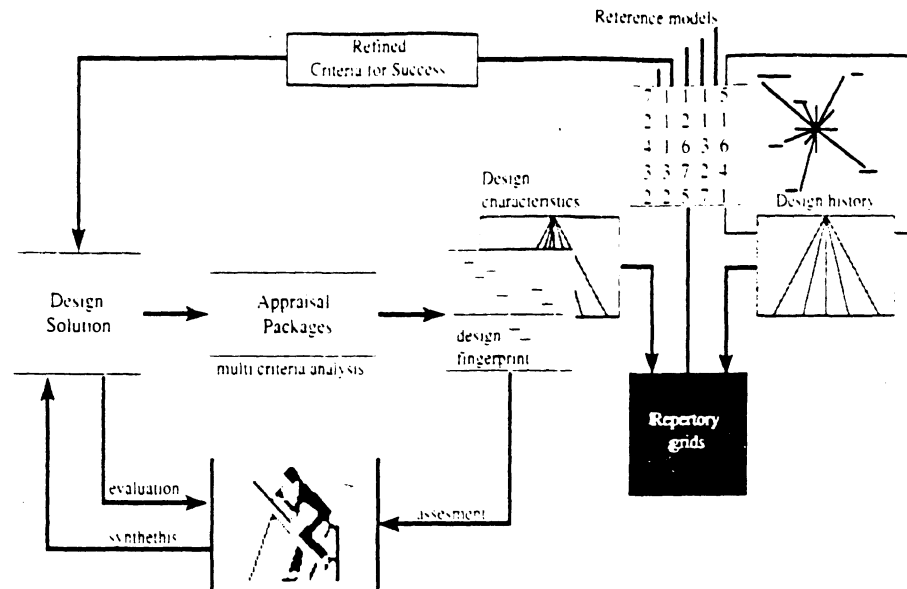 Reference models
Refined
Criteria for Success
7 1 1 1 5
2 1 2 1 1
4 1 6 3 6
3 3 7 2 4
2 2 5 7 1
Design
characteristics
Design history
Design
Solution
Appraisal
Packages
multi criteria analysis
design
fingerprint
Repertory
grids
evaluation
synthethis
assesment